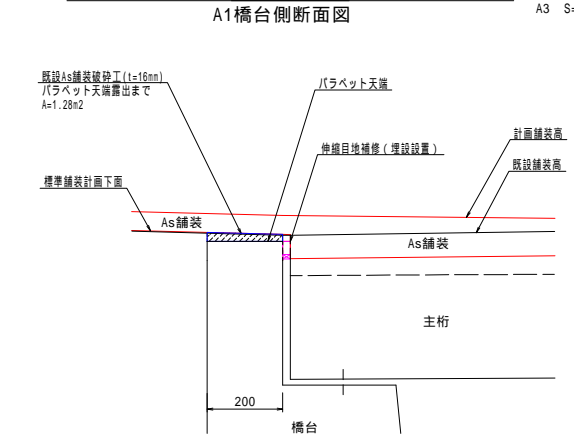 A1橋台側断面図
A3 S=
既設As舗装破砕工(t=16mm)
パラペット天端露出まで
A=1.28m2
パラペット天端
計画舗装高
伸縮目地補修(埋設設置)
既設舗装高
標準舗装計画下面
As舗装
As舗装
主桁
200
橋台